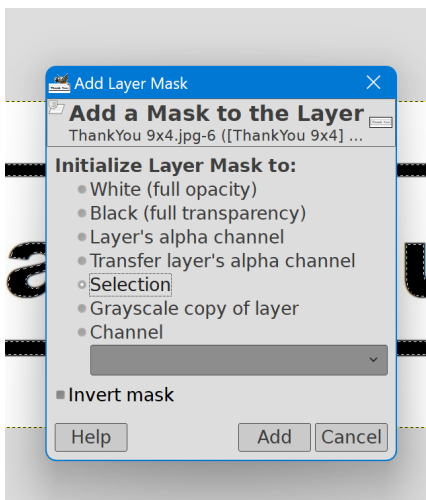 Add Layer Mask
Add a Mask to the Layer
ThankYou 9x4.jpg-6 ([ThankYou 9x4] ...
Initialize Layer Mask to:
White (full opacity)
Black (full transparency)
Layer's alpha channel
Transfer layer's alpha channel
Selection
Grayscale copy of layer
Channel
Invert mask
Help Add Cancel